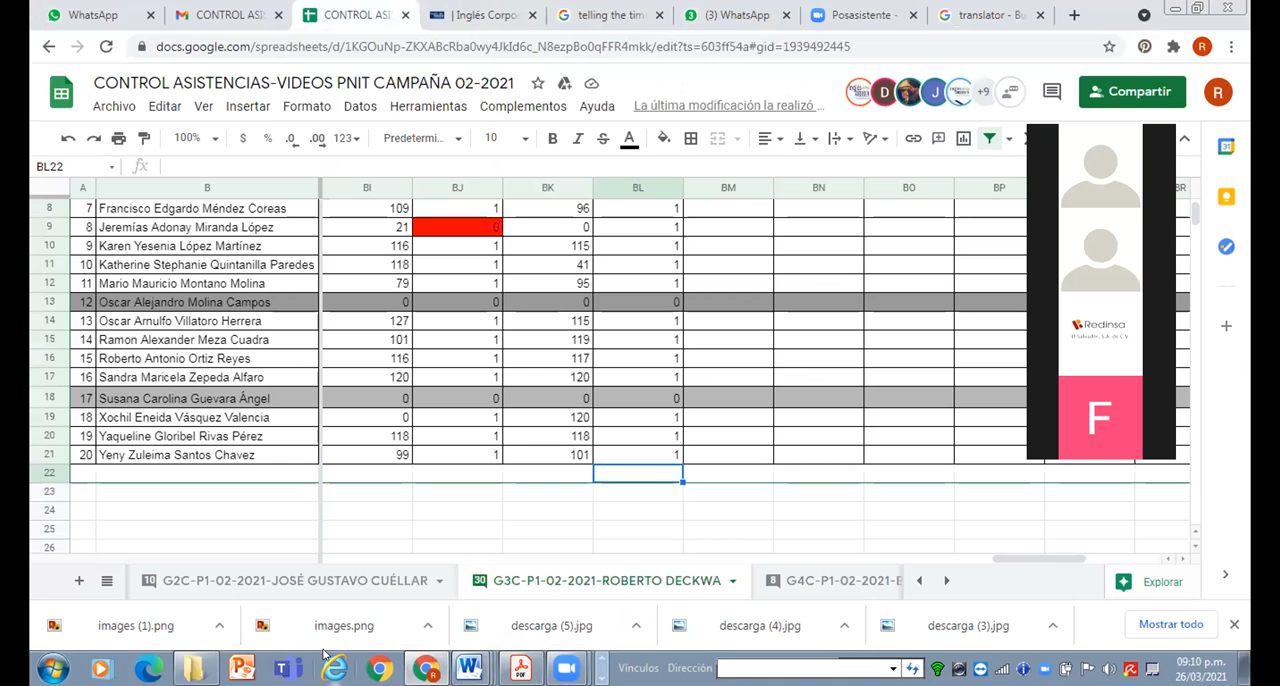 WhatsApp
CONTROL ASIS
CONTROL ASI
| Inglés Corpo
telling the tim
(3) WhatsApp
Posasistente -
translator - Bu
docs.google.com/spreadsheets/d/1KGOuNp-ZKXABcRba0wy4JkId6c_N8ezpBo0qFFR4mkk/edit?ts=603ff54a#gid=1939492445
R
CONTROL ASISTENCIAS-VIDEOS PNIT CAMPAÑA 02-2021
D J +9
Compartir
R
Archivo Editar Ver Insertar Formato Datos Herramientas Complementos Ayuda La última modificación la realizó ...
100% $ % .0 .00 123 Predetermi... 10 B I S A
BL22 fx
A B BI BJ BK BL BM BN BO BP BR
8 7 Francisco Edgardo Méndez Coreas 109 1 96 1
9 8 Jeremías Adonay Miranda López 21 0 0 1
10 9 Karen Yesenia López Martínez 116 1 115 1
11 10 Katherine Stephanie Quintanilla Paredes 118 1 41 1
12 11 Mario Mauricio Montano Molina 79 1 95 1
13 12 Oscar Alejandro Molina Campos 0 0 0 0
14 13 Oscar Arnulfo Villatoro Herrera 127 1 115 1
15 14 Ramon Alexander Meza Cuadra 101 1 119 1
16 15 Roberto Antonio Ortiz Reyes 116 1 117 1
17 16 Sandra Maricela Zepeda Alfaro 120 1 120 1
18 17 Susana Carolina Guevara Ángel 0 0 0 0
19 18 Xochil Eneida Vásquez Valencia 0 1 120 1
20 19 Yaqueline Gloribel Rivas Pérez 118 1 118 1
21 20 Yeny Zuleima Santos Chavez 99 1 101 1
22
23
24
25
26
Redinsa
El Salvador, S.A. de C.V.
F
10 G2C-P1-02-2021-JOSÉ GUSTAVO CUÉLLAR
30 G3C-P1-02-2021-ROBERTO DECKWA
8 G4C-P1-02-2021-E
Explorar
images (1).png
images.png
descarga (5).jpg
descarga (4).jpg
descarga (3).jpg
Mostrar todo
Vínculos Dirección
09:10 p.m.
26/03/2021